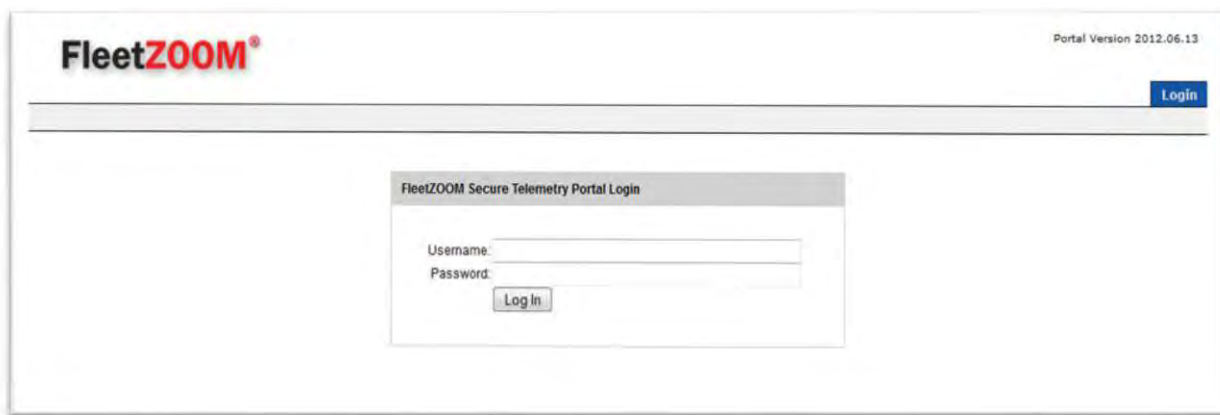 FleetZOOM®
Portal Version 2012.06.13
Login
FleetZOOM Secure Telemetry Portal Login
Username:
Password:
Log In